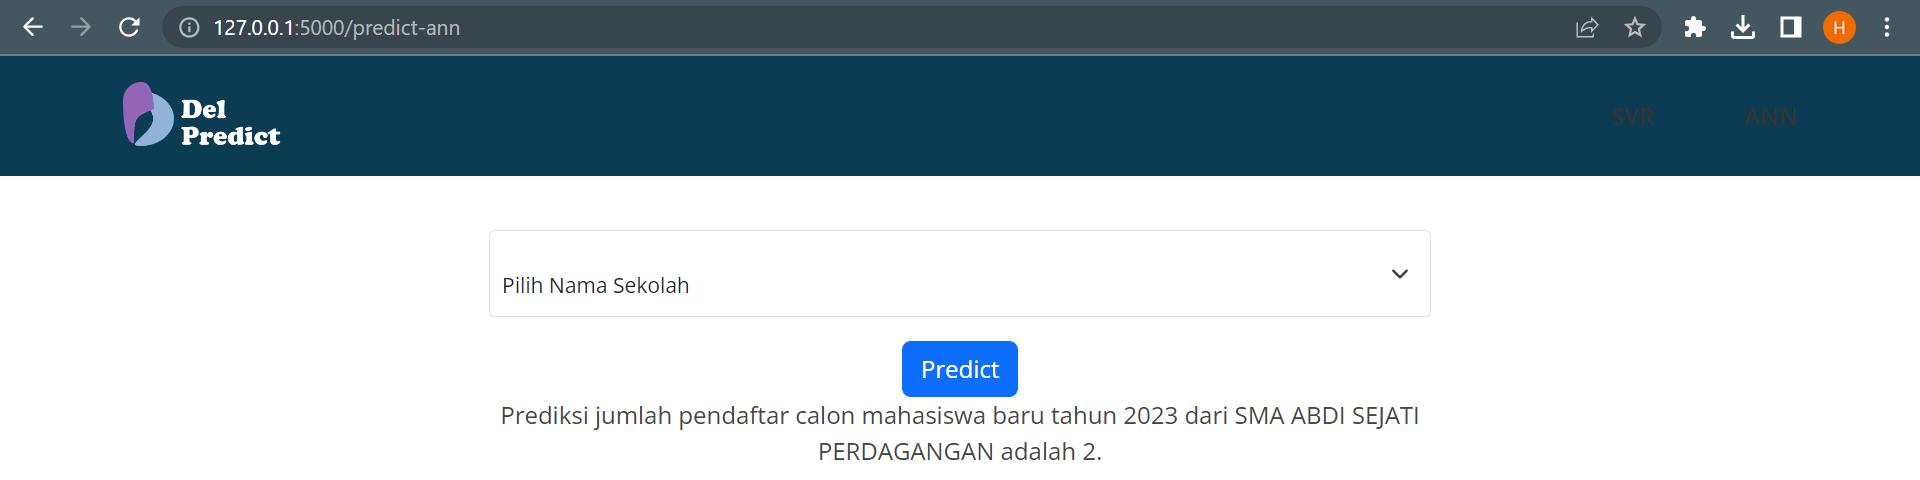 127.0.0.1:5000/predict-ann
H
Del
Predict
SVR
ANN
Pilih Nama Sekolah
Predict
Prediksi jumlah pendaftar calon mahasiswa baru tahun 2023 dari SMA ABDI SEJATI
PERDAGANGAN adalah 2.